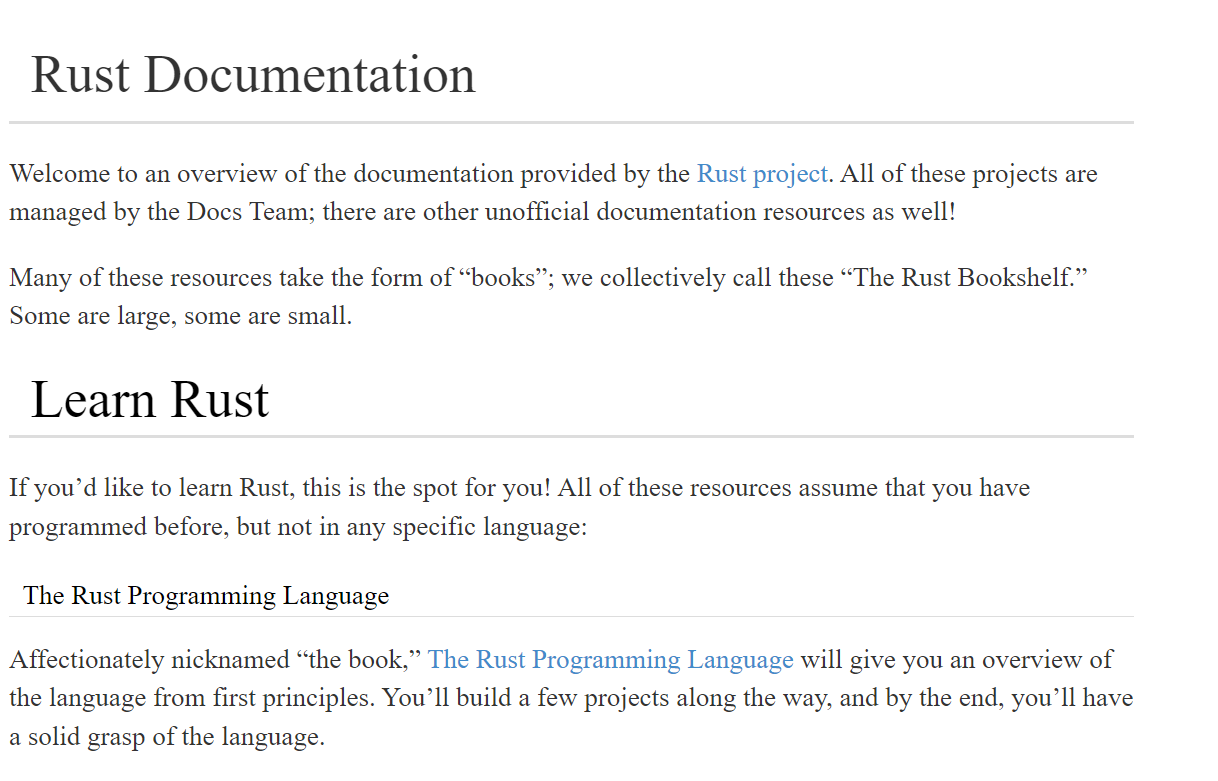 Rust Documentation
Welcome to an overview of the documentation provided by the Rust project. All of these projects are
managed by the Docs Team; there are other unofficial documentation resources as well!
Many of these resources take the form of “books”; we collectively call these “The Rust Bookshelf.”
Some are large, some are small.
Learn Rust
If you’d like to learn Rust, this is the spot for you! All of these resources assume that you have
programmed before, but not in any specific language:
The Rust Programming Language
Affectionately nicknamed “the book,” The Rust Programming Language will give you an overview of
the language from first principles. You’ll build a few projects along the way, and by the end, you’ll have
a solid grasp of the language.